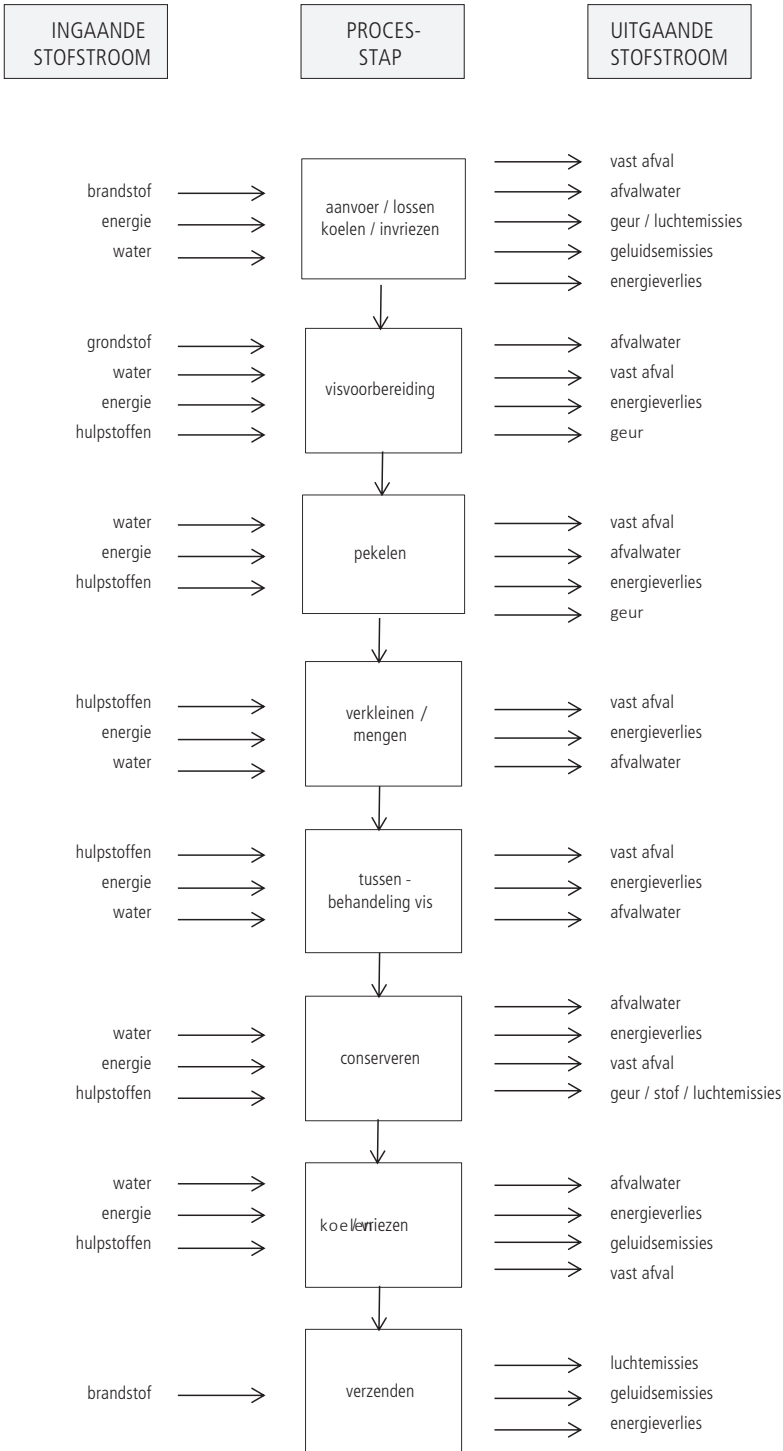 INGAANDE
STOFSTROOM
PROCES-
STAP
UITGAANDE
STOFSTROOM
brandstof
energie
water
aanvoer / lossen
koelen / invriezen
vast afval
afvalwater
geur / luchtemissies
geluidsemissies
energieverlies
grondstof
water
energie
hulpstoffen
visvoorbereiding
afvalwater
vast afval
energieverlies
geur
water
energie
hulpstoffen
pekelen
vast afval
afvalwater
energieverlies
geur
hulpstoffen
energie
water
verkleinen /
mengen
vast afval
energieverlies
afvalwater
hulpstoffen
energie
water
tussen -
behandeling vis
vast afval
energieverlies
afvalwater
water
energie
hulpstoffen
conserveren
afvalwater
energieverlies
vast afval
geur / stof / luchtemissies
water
energie
hulpstoffen
koelen/vriezen
afvalwater
energieverlies
geluidsemissies
vast afval
brandstof
verzenden
luchtemissies
geluidsemissies
energieverlies